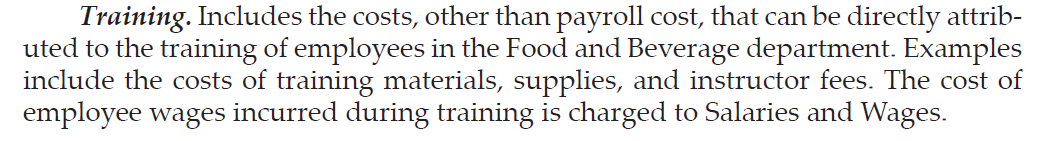 Training. Includes the costs, other than payroll cost, that can be directly attrib-
uted to the training of employees in the Food and Beverage department. Examples
include the costs of training materials, supplies, and instructor fees. The cost of
employee wages incurred during training is charged to Salaries and Wages.